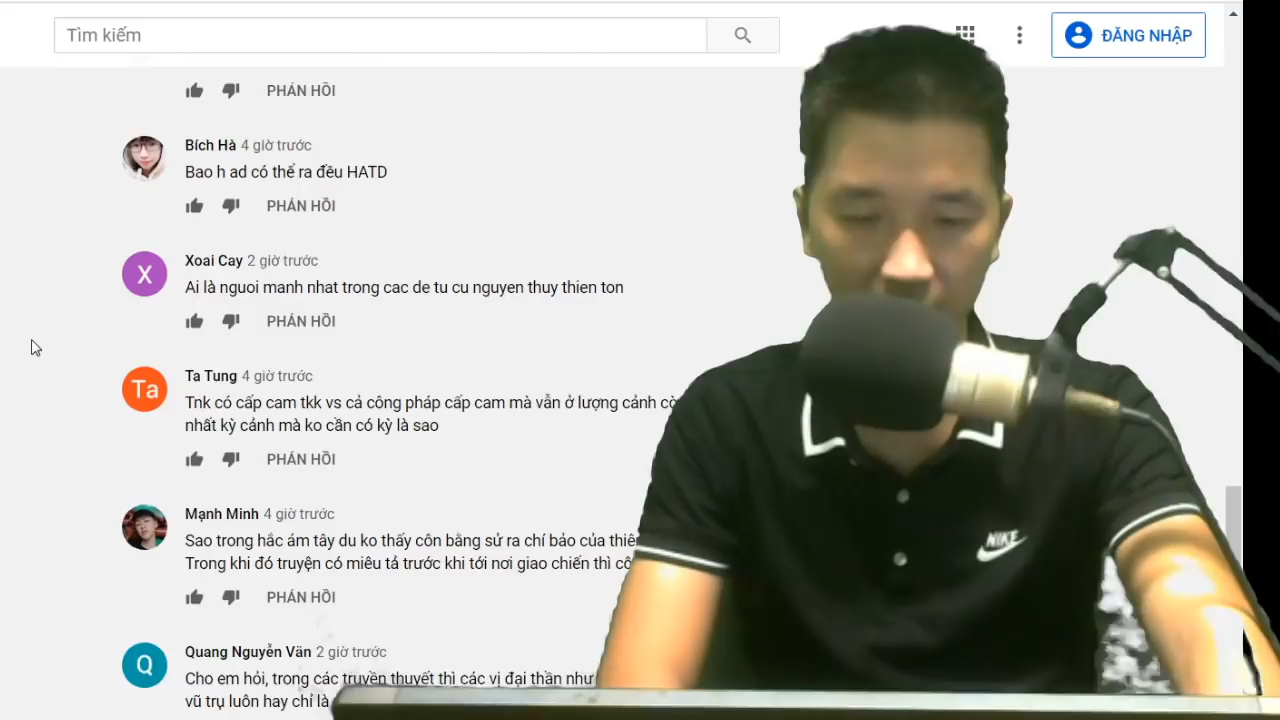 Tìm kiếm
ĐĂNG NHẬP
PHẢN HỒI
Bích Hà 4 giờ trước
Bao h ad có thể ra đều HATD
PHẢN HỒI
Xoai Cay 2 giờ trước
Ai là nguoi manh nhat trong cac de tu cu nguyen thuy thien ton
PHẢN HỒI
Ta
Ta Tung 4 giờ trước
Tnk có cấp cam tkk vs cả công pháp cấp cam mà vẫn ở lượng cảnh
nhất kỳ cảnh mà ko cần có kỳ là sao
PHẢN HỒI
Mạnh Minh 4 giờ trước
Sao trong hắc ám tây du ko thấy côn bằng sử ra chí bảo của
Trong khi đó truyện có miêu tả trước khi tới nơi giao chiến thì
PHẢN HỒI
Quang Nguyễn Văn 2 giờ trước
Cho em hỏi, trong các truyền thuyết thì các vị đại thần như
vũ trụ luôn hay chỉ là
X
Q
NIKE